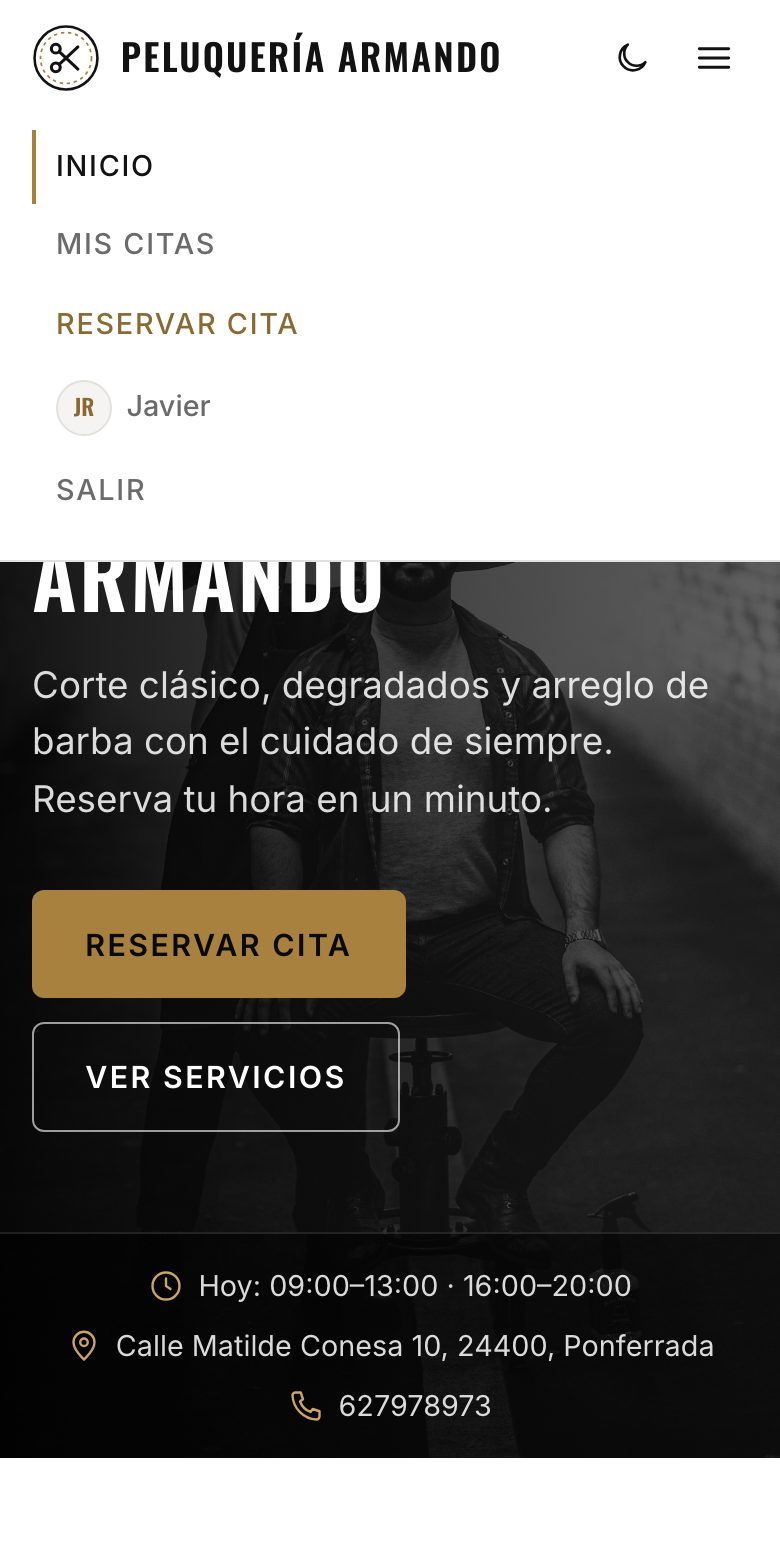 PELUQUERÍA ARMANDO
INICIO
MIS CITAS
RESERVAR CITA
JR Javier
SALIR
ARMANDO
Corte clásico, degradados y arreglo de
barba con el cuidado de siempre.
Reserva tu hora en un minuto.
RESERVAR CITA
VER SERVICIOS
Hoy: 09:00–13:00 · 16:00–20:00
Calle Matilde Conesa 10, 24400, Ponferrada
627978973